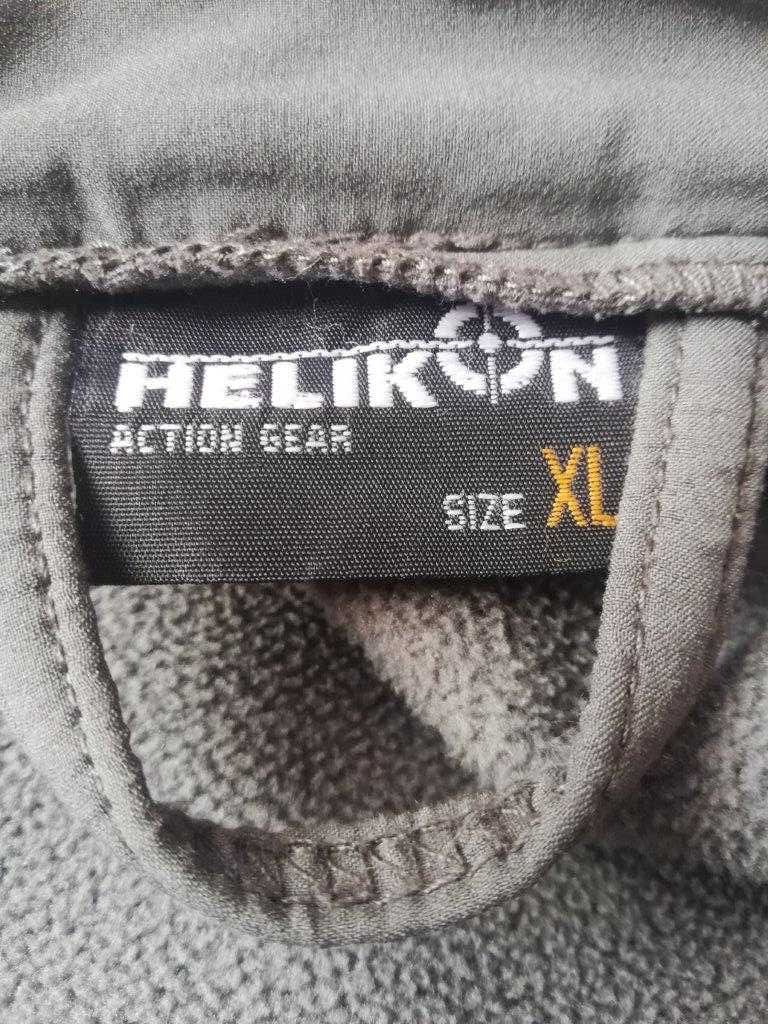 HELIKON
ACTION GEAR
SIZE XL